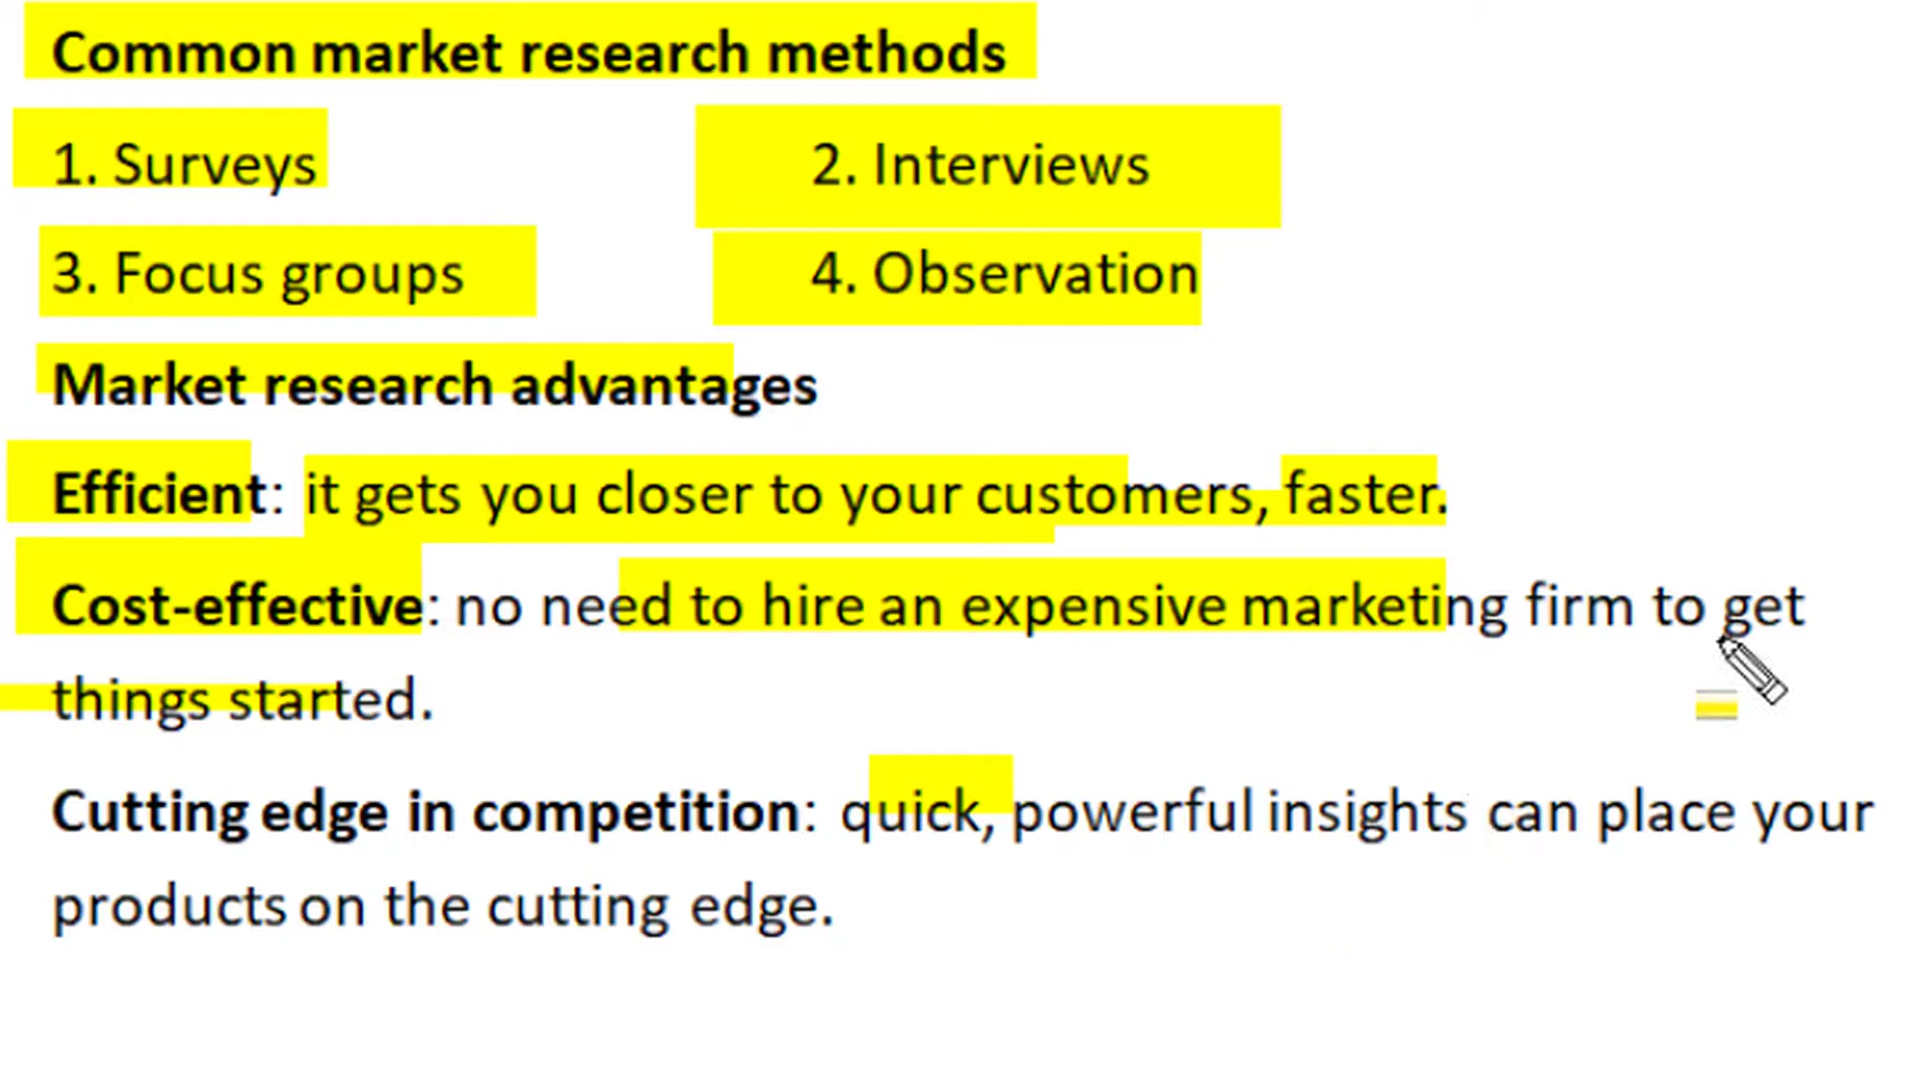 Common market research methods
1. Surveys 2. Interviews
3. Focus groups 4. Observation
Market research advantages
Efficient: it gets you closer to your customers, faster.
Cost-effective: no need to hire an expensive marketing firm to get
things started.
Cutting edge in competition: quick, powerful insights can place your
products on the cutting edge.